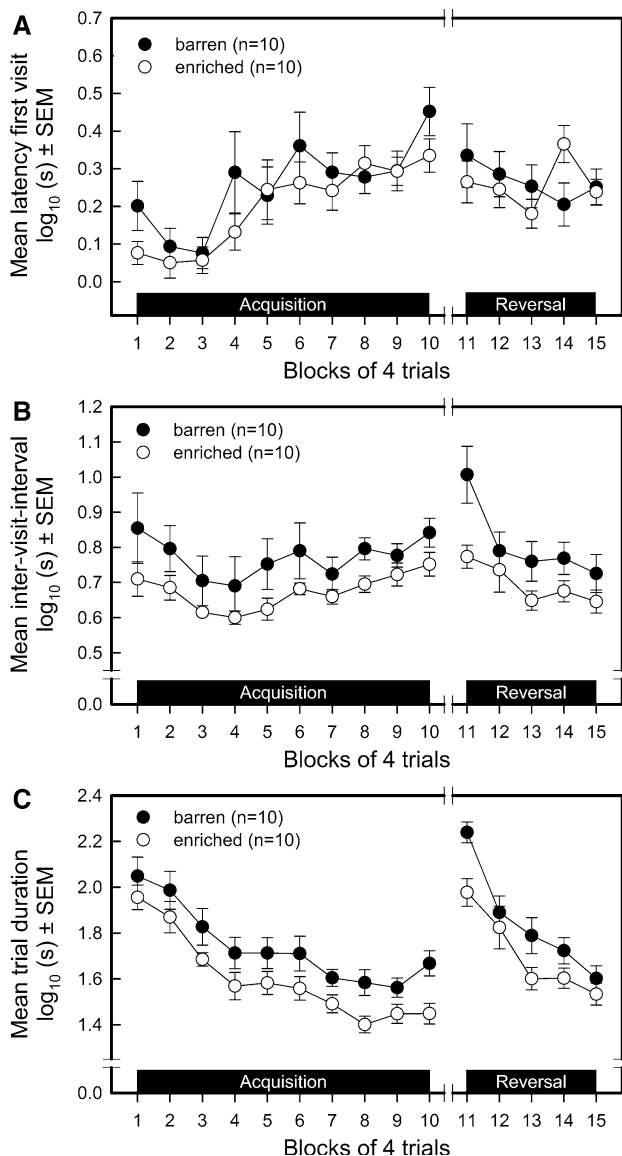 A
Mean latency first visit
log10 (s) ± SEM
0.7
0.6
0.5
0.4
0.3
0.2
0.1
0.0
barren (n=10)
enriched (n=10)
Acquisition
Reversal
1 2 3 4 5 6 7 8 9 10 11 12 13 14 15
Blocks of 4 trials
B
Mean inter-visit-interval
log10 (s) ± SEM
1.2
1.1
1.0
0.9
0.8
0.7
0.6
0.5
0.0
barren (n=10)
enriched (n=10)
Acquisition
Reversal
1 2 3 4 5 6 7 8 9 10 11 12 13 14 15
Blocks of 4 trials
C
Mean trial duration
log10 (s) ± SEM
2.4
2.2
2.0
1.8
1.6
1.4
0.0
barren (n=10)
enriched (n=10)
Acquisition
Reversal
1 2 3 4 5 6 7 8 9 10 11 12 13 14 15
Blocks of 4 trials